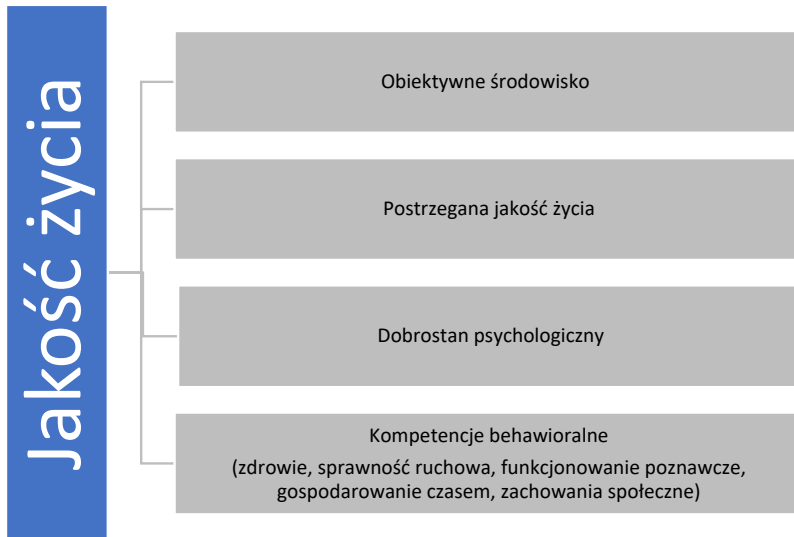 Jakość życia
Obiektywne środowisko
Postrzegana jakość życia
Dobrostan psychologiczny
Kompetencje behawioralne
(zdrowie, sprawność ruchowa, funkcjonowanie poznawcze,
gospodarowanie czasem, zachowania społeczne)